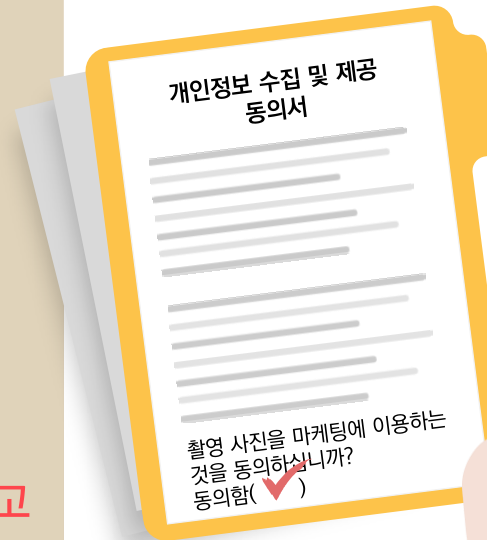 개인정보 수집 및 제공
동의서
촬영 사진을 마케팅에 이용하는
것을 동의하십니까?
동의함( )
고